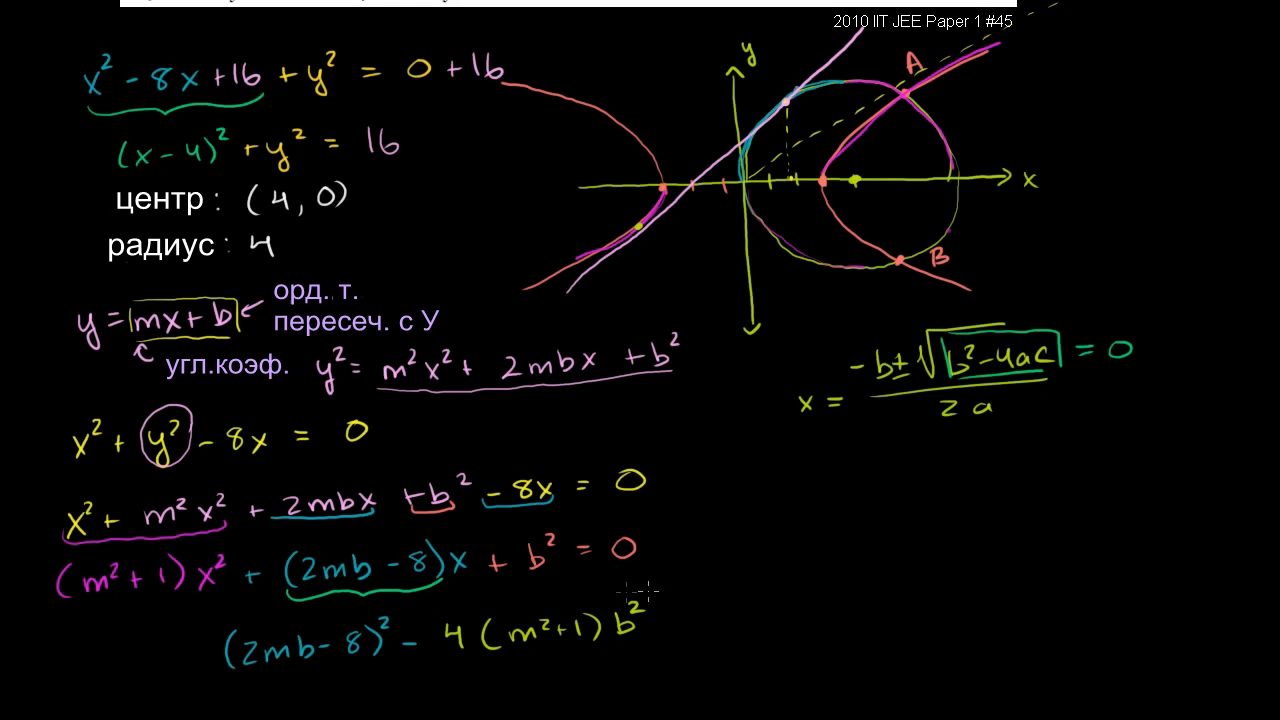 2010 IIT JEE Paper 1 #45
x² - 8x + 16 + y² = 0 + 16
(x - 4)² + y² = 16
центр : (4, 0)
радиус : 4
y = mx + b
орд. т.
пересеч. с У
угл.коэф.
y² = m²x² + 2mbx + b²
x² + y² - 8x = 0
x² + m²x² + 2mbx + b² - 8x = 0
(m² + 1)x² + (2mb - 8)x + b² = 0
(2mb - 8)² - 4(m² + 1)b²
y
A
x
B
x = (-b ± √(b² - 4ac))/(2a) = 0